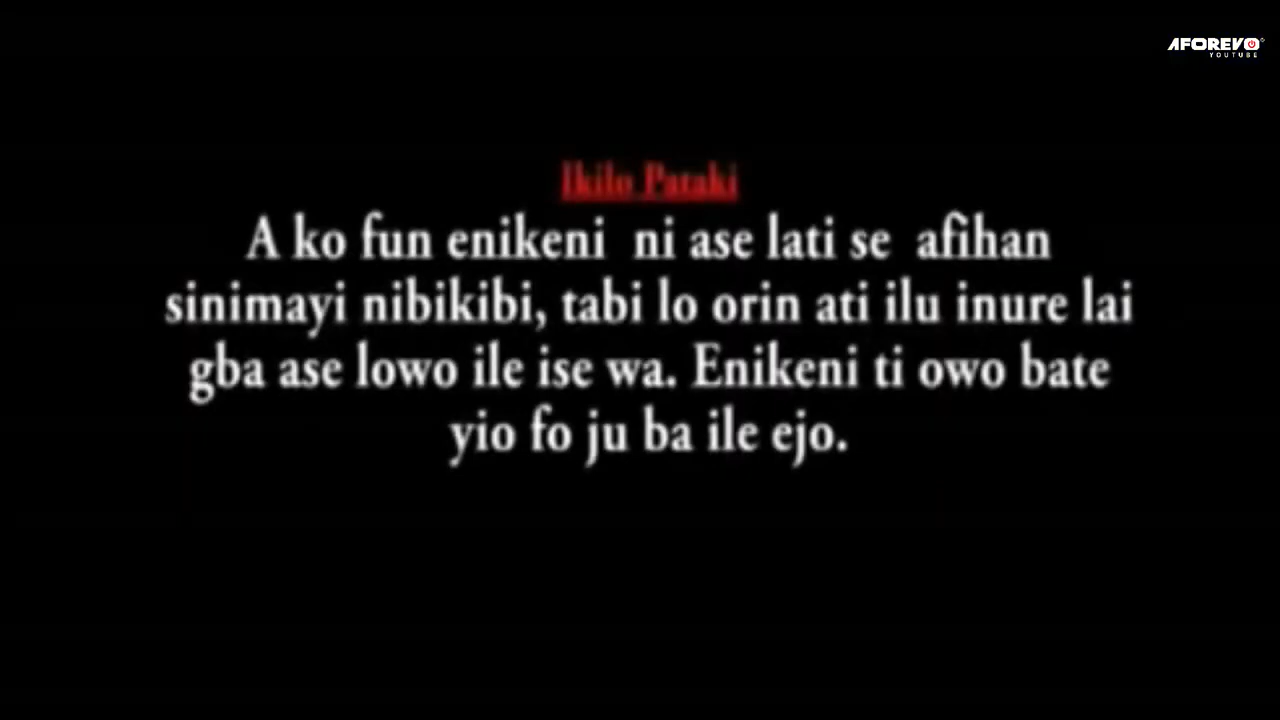 AFOREVO
YOUTUBE
Ikilo Pataki
A ko fun enikeni ni ase lati se afihan
sinimayi nibikibi, tabi lo orin ati ilu inure lai
gba ase lowo ile ise wa. Enikeni ti owo bate
yio fo ju ba ile ejo.